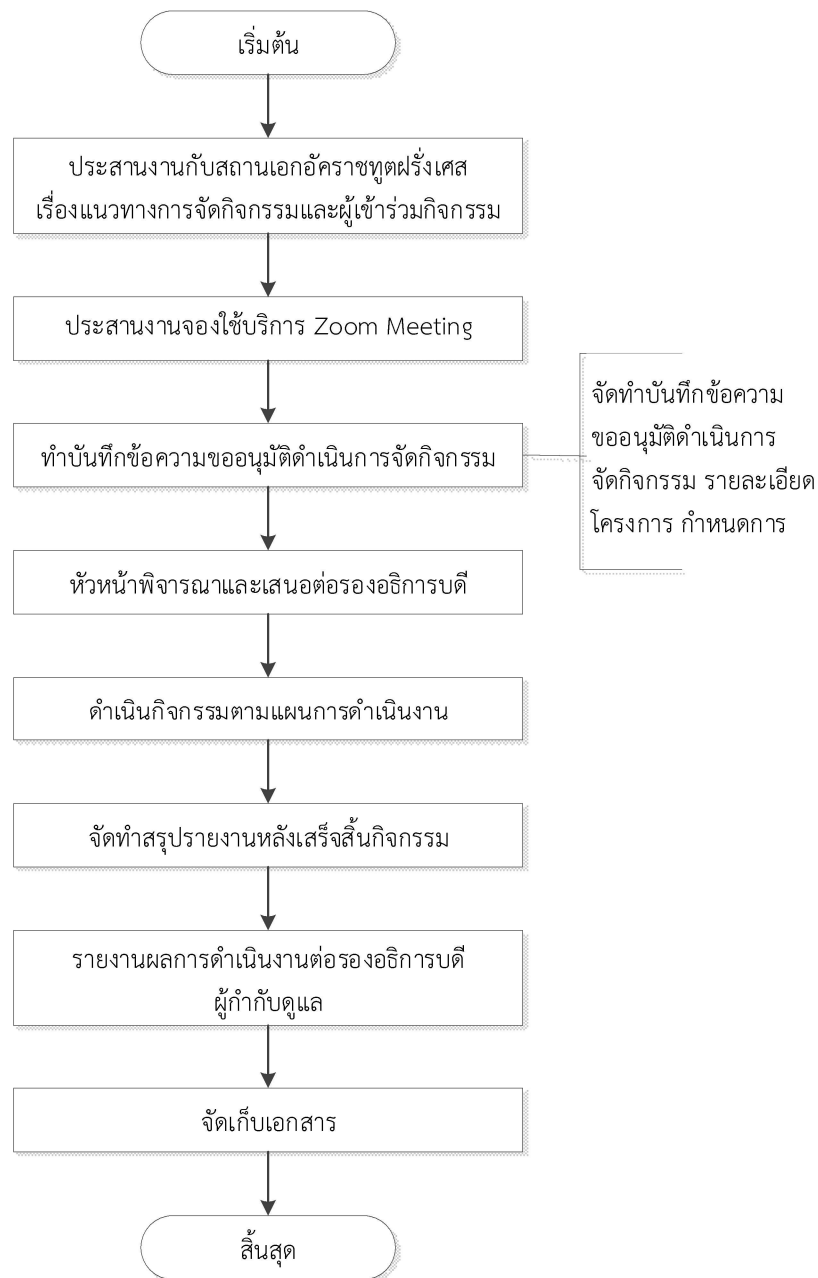 เริ่มต้น
ประสานงานกับสถานเอกอัคราชทูตฝรั่งเศส
เรื่องแนวทางการจัดกิจกรรมและผู้เข้าร่วมกิจกรรม
ประสานงานจองใช้บริการ Zoom Meeting
ทำบันทึกข้อความขออนุมัติดำเนินการจัดกิจกรรม
จัดทำบันทึกข้อความ
ขออนุมัติดำเนินการ
จัดกิจกรรม รายละเอียด
โครงการ กำหนดการ
หัวหน้าพิจารณาและเสนอต่อรองอธิการบดี
ดำเนินกิจกรรมตามแผนการดำเนินงาน
จัดทำสรุปรายงานหลังเสร็จสิ้นกิจกรรม
รายงานผลการดำเนินงานต่อรองอธิการบดี
ผู้กำกับดูแล
จัดเก็บเอกสาร
สิ้นสุด